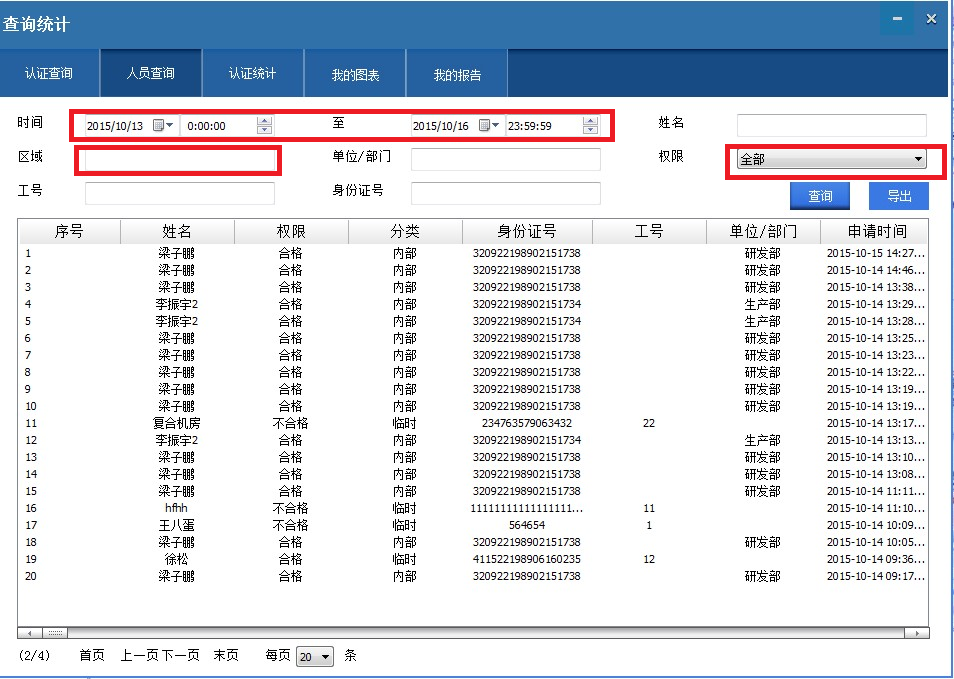 查询统计
认证查询 人员查询 认证统计 我的图表 我的报告
时间 2015/10/13 0:00:00 至 2015/10/16 23:59:59 姓名
区域 单位/部门 权限 全部
工号 身份证号
查询 导出
序号 姓名 权限 分类 身份证号 工号 单位/部门 申请时间
1 梁子鹏 合格 内部 320922198902151738 研发部 2015-10-15 14:27...
2 梁子鹏 合格 内部 320922198902151738 研发部 2015-10-14 14:46...
3 梁子鹏 合格 内部 320922198902151738 研发部 2015-10-14 13:38...
4 李振宇2 合格 内部 320922198902151734 生产部 2015-10-14 13:29...
5 李振宇2 合格 内部 320922198902151734 生产部 2015-10-14 13:28...
6 梁子鹏 合格 内部 320922198902151738 研发部 2015-10-14 13:25...
7 梁子鹏 合格 内部 320922198902151738 研发部 2015-10-14 13:23...
8 梁子鹏 合格 内部 320922198902151738 研发部 2015-10-14 13:22...
9 梁子鹏 合格 内部 320922198902151738 研发部 2015-10-14 13:19...
10 梁子鹏 合格 内部 320922198902151738 研发部 2015-10-14 13:19...
11 复合机房 不合格 临时 234763579063432 22 2015-10-14 13:17...
12 李振宇2 合格 内部 320922198902151734 生产部 2015-10-14 13:13...
13 梁子鹏 合格 内部 320922198902151738 研发部 2015-10-14 13:10...
14 梁子鹏 合格 内部 320922198902151738 研发部 2015-10-14 13:08...
15 梁子鹏 合格 内部 320922198902151738 研发部 2015-10-14 11:11...
16 hfhh 不合格 临时 11111111111111111... 11 2015-10-14 11:10...
17 王八蛋 不合格 临时 564654 1 2015-10-14 10:09...
18 梁子鹏 合格 内部 320922198902151738 研发部 2015-10-14 10:05...
19 徐松 合格 临时 411522198906160235 12 2015-10-14 09:36...
20 梁子鹏 合格 内部 320922198902151738 研发部 2015-10-14 09:17...
(2/4) 首页 上一页 下一页 末页 每页 20 条